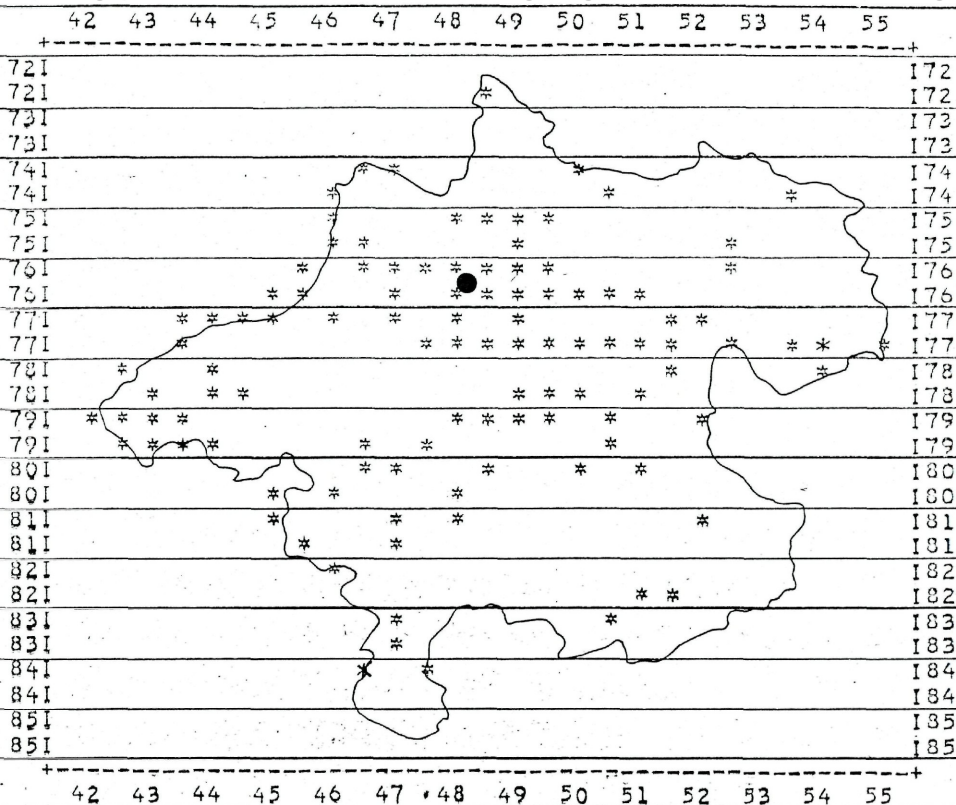 42 43 44 45 46 47 48 49 50 51 52 53 54 55
+---------------------------------------------------------+
72I * I72
72I * I72
73I I73
73I I73
74I * * * I74
74I * * * I74
75I * * * * * I75
75I * * * * I75
76I * * * * * * * * * I76
76I * * * * * * * * * * I76
77I * * * * * * * * * * I77
77I * * * * * * * * * * * * * * I77
78I * * * * I78
78I * * * * * * * I78
79I * * * * * * * * * * I79
79I * * * * * * * I79
80I * * * * * I80
80I * * * I80
81I * * * * I81
81I * * I81
82I * I82
82I * * I82
83I * * I83
83I * I83
84I * * I84
84I I84
85I I85
85I I85
+---------------------------------------------------------+
42 43 44 45 46 47 48 49 50 51 52 53 54 55